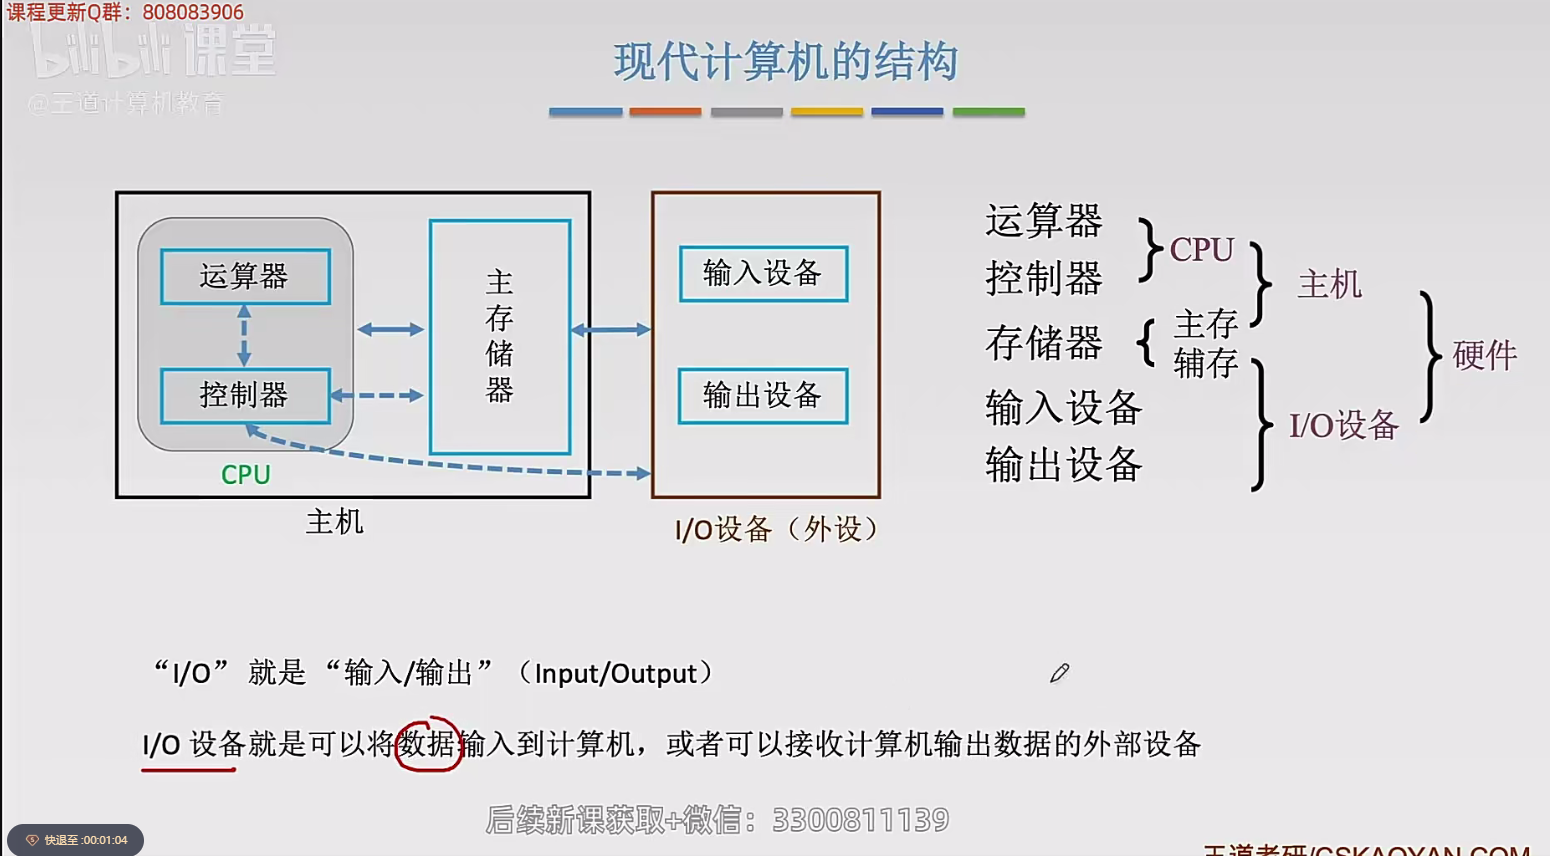 课程更新Q群：808083906
bilibili课堂
@王道计算机教育
现代计算机的结构
运算器
控制器
CPU
主存储器
主机
输入设备
输出设备
I/O设备（外设）
运算器
控制器
存储器
输入设备
输出设备
CPU
主存
辅存
主机
I/O设备
硬件
“I/O” 就是 “输入/输出”（Input/Output）
I/O 设备就是可以将数据输入到计算机，或者可以接收计算机输出数据的外部设备
后续新课获取+微信：3300811139
快退至 :00:01:04
王道考研/CSKAOYAN.COM